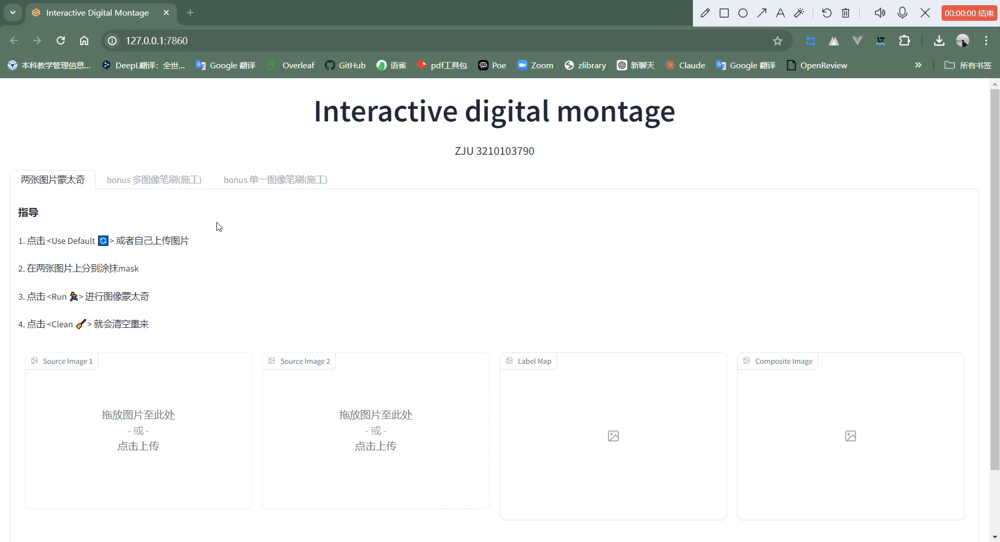 Interactive Digital Montage
00:00:00 结束
127.0.0.1:7860
本科教学管理信息...
DeepL翻译：全世...
Google 翻译
Overleaf
GitHub
语雀
pdf工具包
Poe
Zoom
zlibrary
新聊天
Claude
Google 翻译
OpenReview
所有书签
Interactive digital montage
ZJU 3210103790
两张图片蒙太奇
bonus 多图像笔刷(施工)
bonus 单一图像笔刷(施工)
指导
1. 点击 <Use Default 🔄> 或者自己上传图片
2. 在两张图片上分别涂抹mask
3. 点击 <Run 🏃> 进行图像蒙太奇
4. 点击 <Clean 🧹> 就会清空重来
Source Image 1
拖放图片至此处
- 或 -
点击上传
Source Image 2
拖放图片至此处
- 或 -
点击上传
Label Map
Composite Image